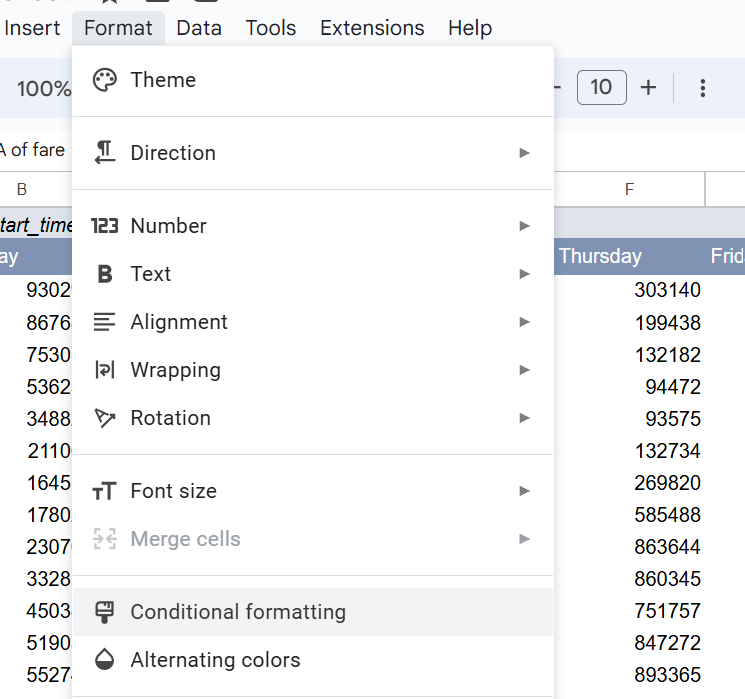 Insert Format Data Tools Extensions Help
100% 10 +
Theme
A of fare
Direction
B F
tart_time
ay Thursday Frid
123 Number
B Text
Alignment
Wrapping
Rotation
Font size
Merge cells
Conditional formatting
Alternating colors
9302 303140
8676 199438
7530 132182
5362 94472
3488 93575
2110 132734
1645 269820
1780 585488
2307 863644
3328 860345
4503 751757
5190 847272
5527 893365